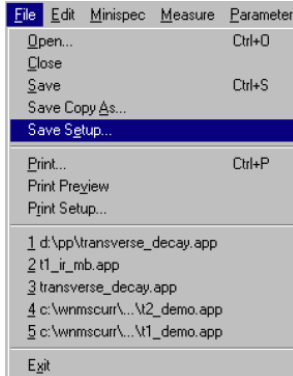 File Edit Minispec Measure Parameter
Open... Ctrl+O
Close
Save Ctrl+S
Save Copy As...
Save Setup...
Print... Ctrl+P
Print Preview
Print Setup...
1 d:\pp\transverse_decay.app
2 t1_ir_mb.app
3 transverse_decay.app
4 c:\wnmscurr\...\t2_demo.app
5 c:\wnmscurr\...\t1_demo.app
Exit